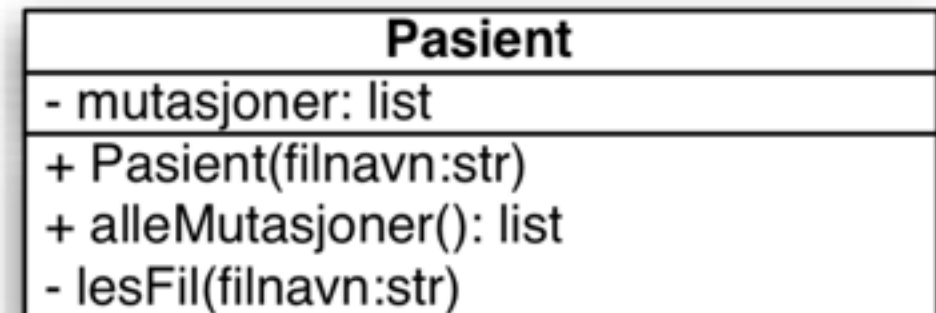 Pasient
- mutasjoner: list
+ Pasient(filnavn:str)
+ alleMutasjoner(): list
- lesFil(filnavn:str)